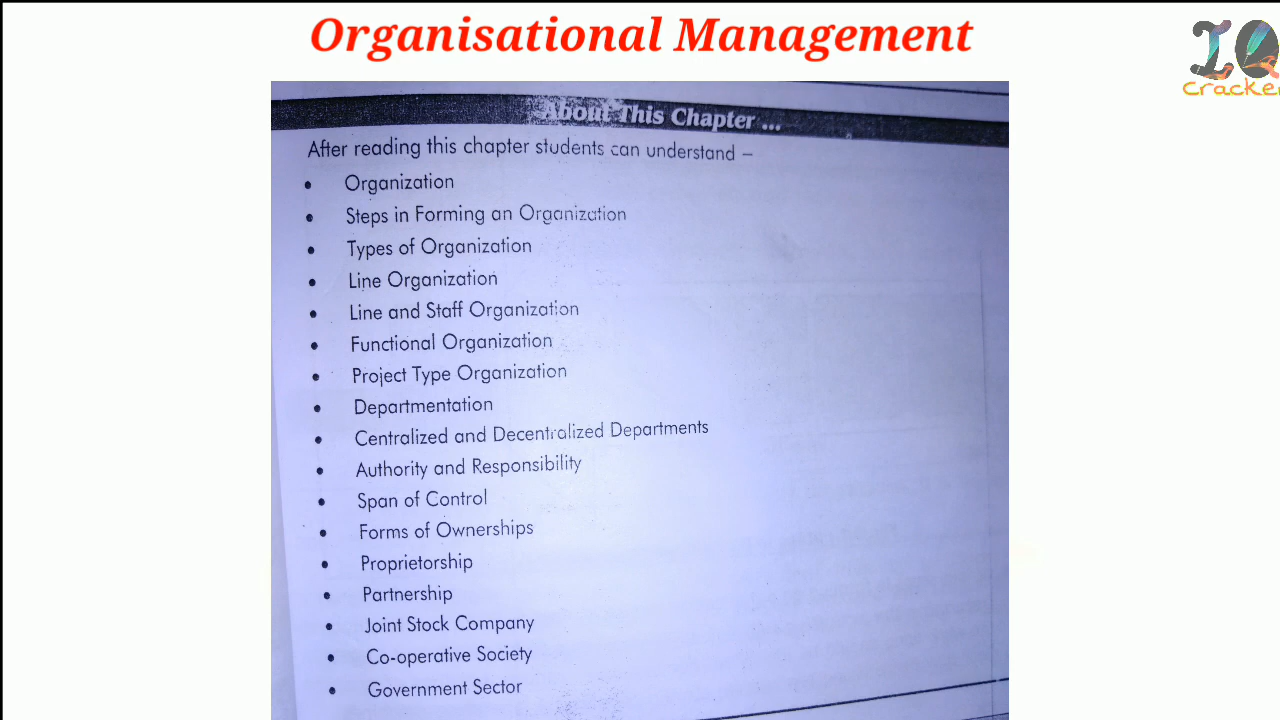 Organisational Management
IQ
Cracker
About This Chapter ...
After reading this chapter students can understand –
• Organization
• Steps in Forming an Organization
• Types of Organization
• Line Organization
• Line and Staff Organization
• Functional Organization
• Project Type Organization
• Departmentation
• Centralized and Decentralized Departments
• Authority and Responsibility
• Span of Control
• Forms of Ownerships
• Proprietorship
• Partnership
• Joint Stock Company
• Co-operative Society
• Government Sector